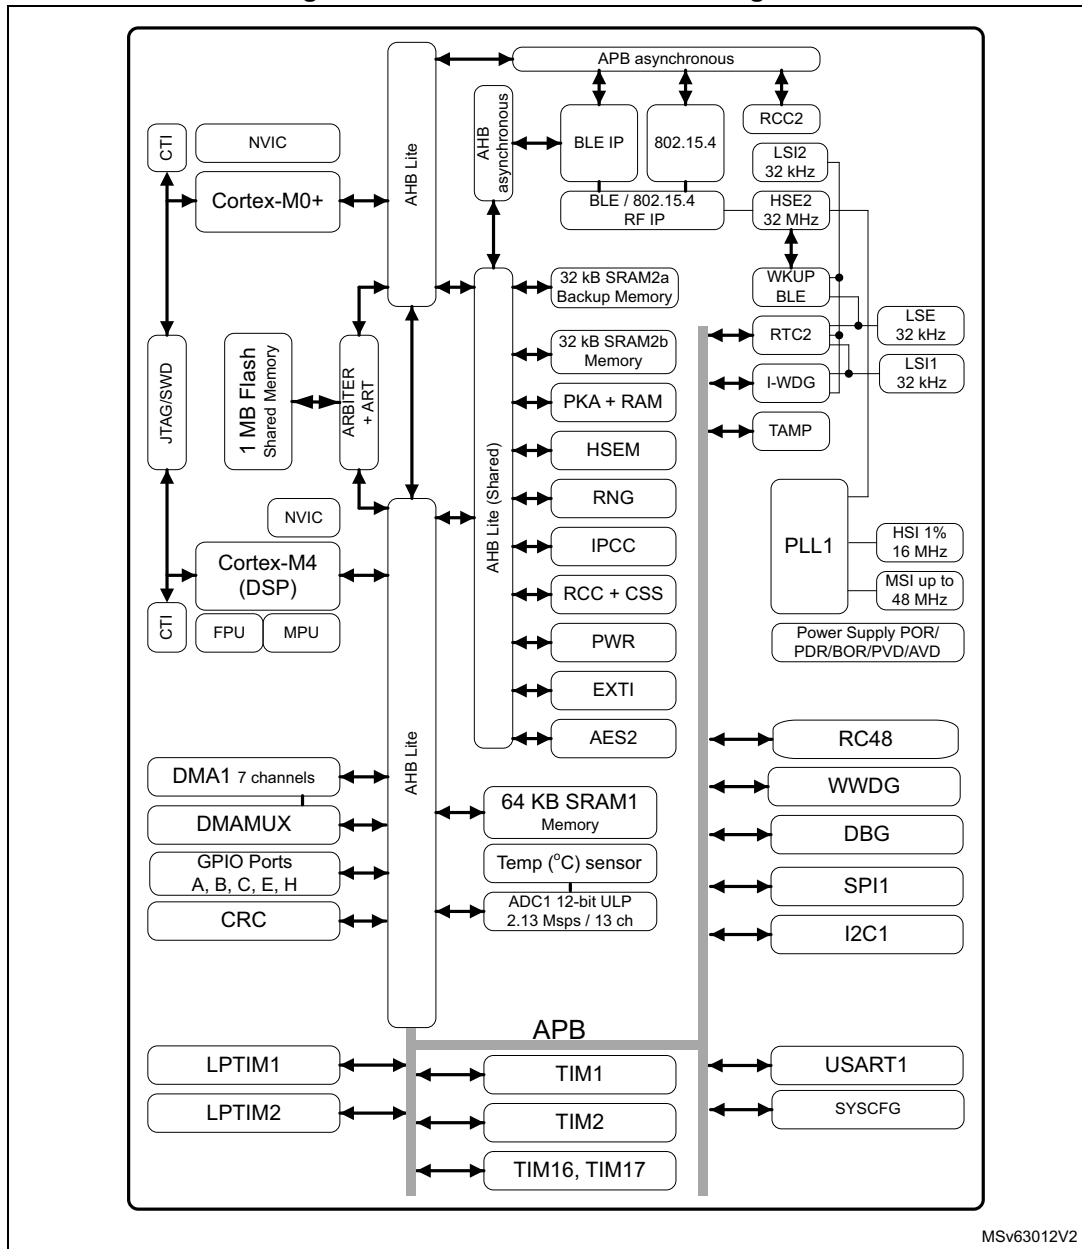 APB asynchronous
AHB Lite
AHB
asynchronous
BLE IP
802.15.4
RCC2
CTI
NVIC
LSI2
32 kHz
Cortex-M0+
BLE / 802.15.4
RF IP
HSE2
32 MHz
32 kB SRAM2a
Backup Memory
WKUP
BLE
LSE
32 kHz
RTC2
32 kB SRAM2b
Memory
LSI1
32 kHz
I-WDG
JTAG/SWD
1 MB Flash
Shared Memory
ARBITER
+ ART
PKA + RAM
TAMP
HSEM
AHB Lite (Shared)
RNG
NVIC
IPCC
PLL1
HSI 1%
16 MHz
Cortex-M4
(DSP)
RCC + CSS
MSI up to
48 MHz
CTI
FPU
MPU
PWR
Power Supply POR/
PDR/BOR/PVD/AVD
EXTI
AES2
RC48
AHB Lite
DMA1 7 channels
WWDG
64 KB SRAM1
Memory
DMAMUX
DBG
Temp (oC) sensor
GPIO Ports
A, B, C, E, H
SPI1
ADC1 12-bit ULP
2.13 Msps / 13 ch
CRC
I2C1
APB
LPTIM1
TIM1
USART1
LPTIM2
TIM2
SYSCFG
TIM16, TIM17
MSv63012V2